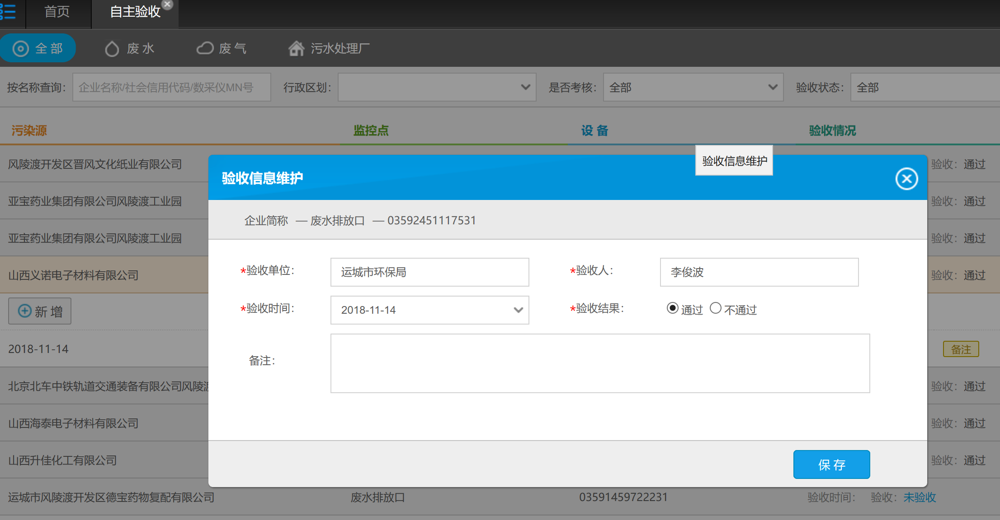 首页 自主验收
全 部 废 水 废 气 污水处理厂
按名称查询： 企业名称/社会信用代码/数采仪MN号 行政区划： 是否考核： 全部 验收状态： 全部
污染源 监控点 设 备 验收情况
验收信息维护
风陵渡开发区晋风文化纸业有限公司 验收：通过
亚宝药业集团有限公司风陵渡工业园 验收：通过
亚宝药业集团有限公司风陵渡工业园 验收：通过
山西义诺电子材料有限公司 验收：通过
新 增
2018-11-14 备注
北京北车中铁轨道交通装备有限公司风陵 验收：通过
山西海泰电子材料有限公司 验收：通过
山西升佳化工有限公司 验收：通过
运城市风陵渡开发区德宝药物复配有限公司 废水排放口 03591459722231 验收时间： 验收：未验收
验收信息维护
企业简称 — 废水排放口 — 03592451117531
*验收单位： 运城市环保局 *验收人： 李俊波
*验收时间： 2018-11-14 *验收结果： 通过 不通过
备注：
保 存